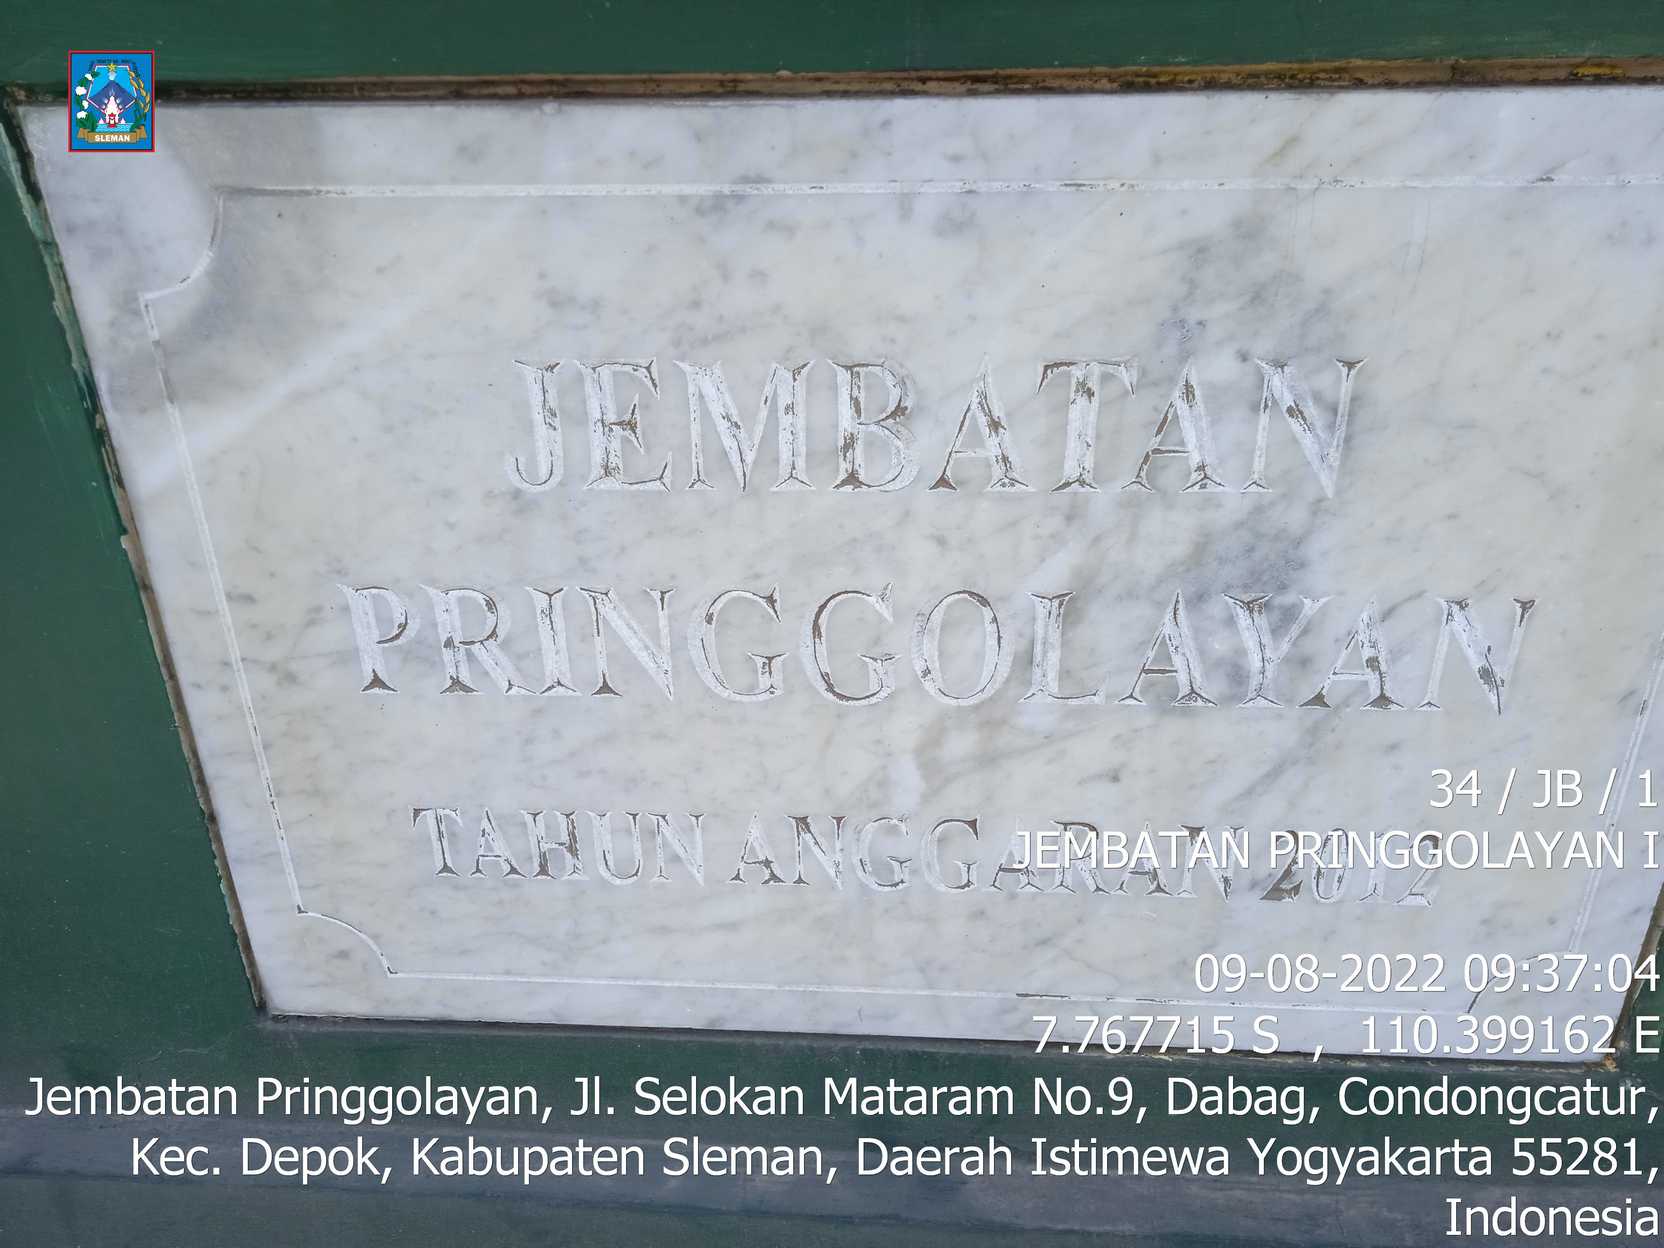 SLEMAN
JEMBATAN
PRINGGOLAYAN
TAHUN ANGGARAN 2012
34 / JB / 1
JEMBATAN PRINGGOLAYAN I
09-08-2022 09:37:04
7.767715 S , 110.399162 E
Jembatan Pringgolayan, Jl. Selokan Mataram No.9, Dabag, Condongcatur,
Kec. Depok, Kabupaten Sleman, Daerah Istimewa Yogyakarta 55281,
Indonesia